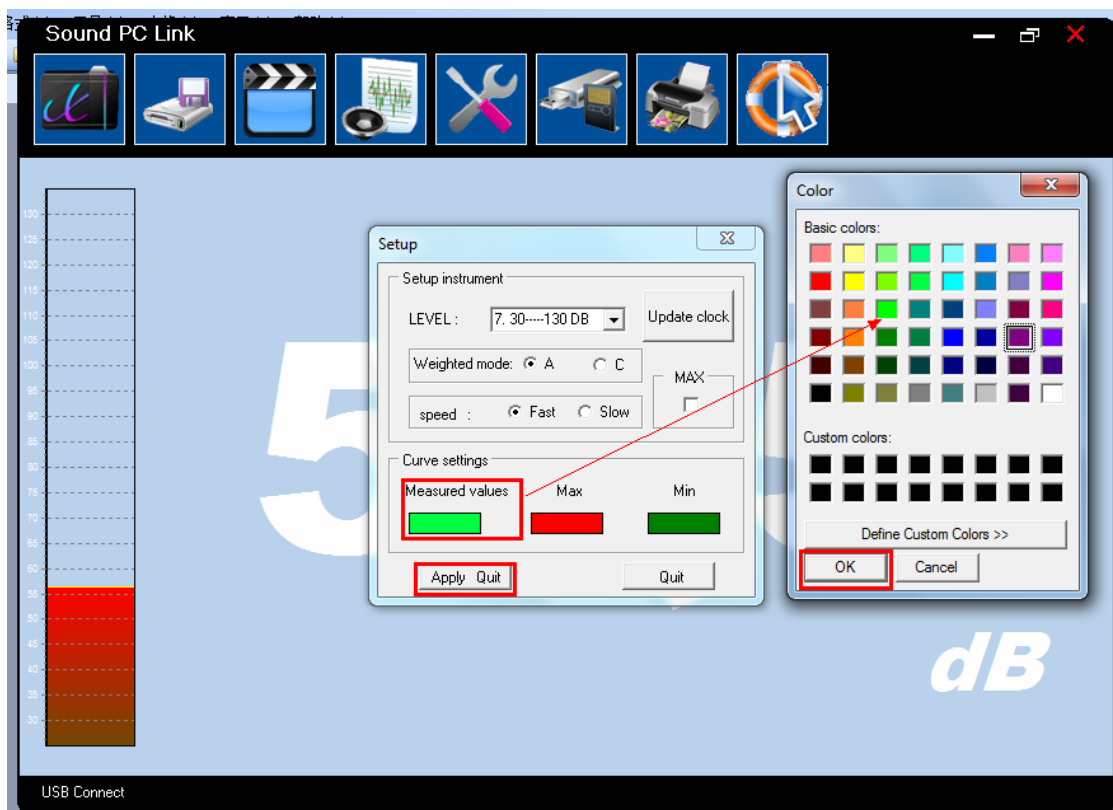 Sound PC Link
130
125
120
115
110
105
100
95
90
85
80
75
70
65
60
55
50
45
40
35
30
Setup
Setup instrument
LEVEL :
7. 30-----130 DB
Update clock
Weighted mode:
A
C
MAX
speed :
Fast
Slow
Curve settings
Measured values
Max
Min
Apply Quit
Quit
Color
Basic colors:
Custom colors:
Define Custom Colors >>
OK
Cancel
dB
USB Connect